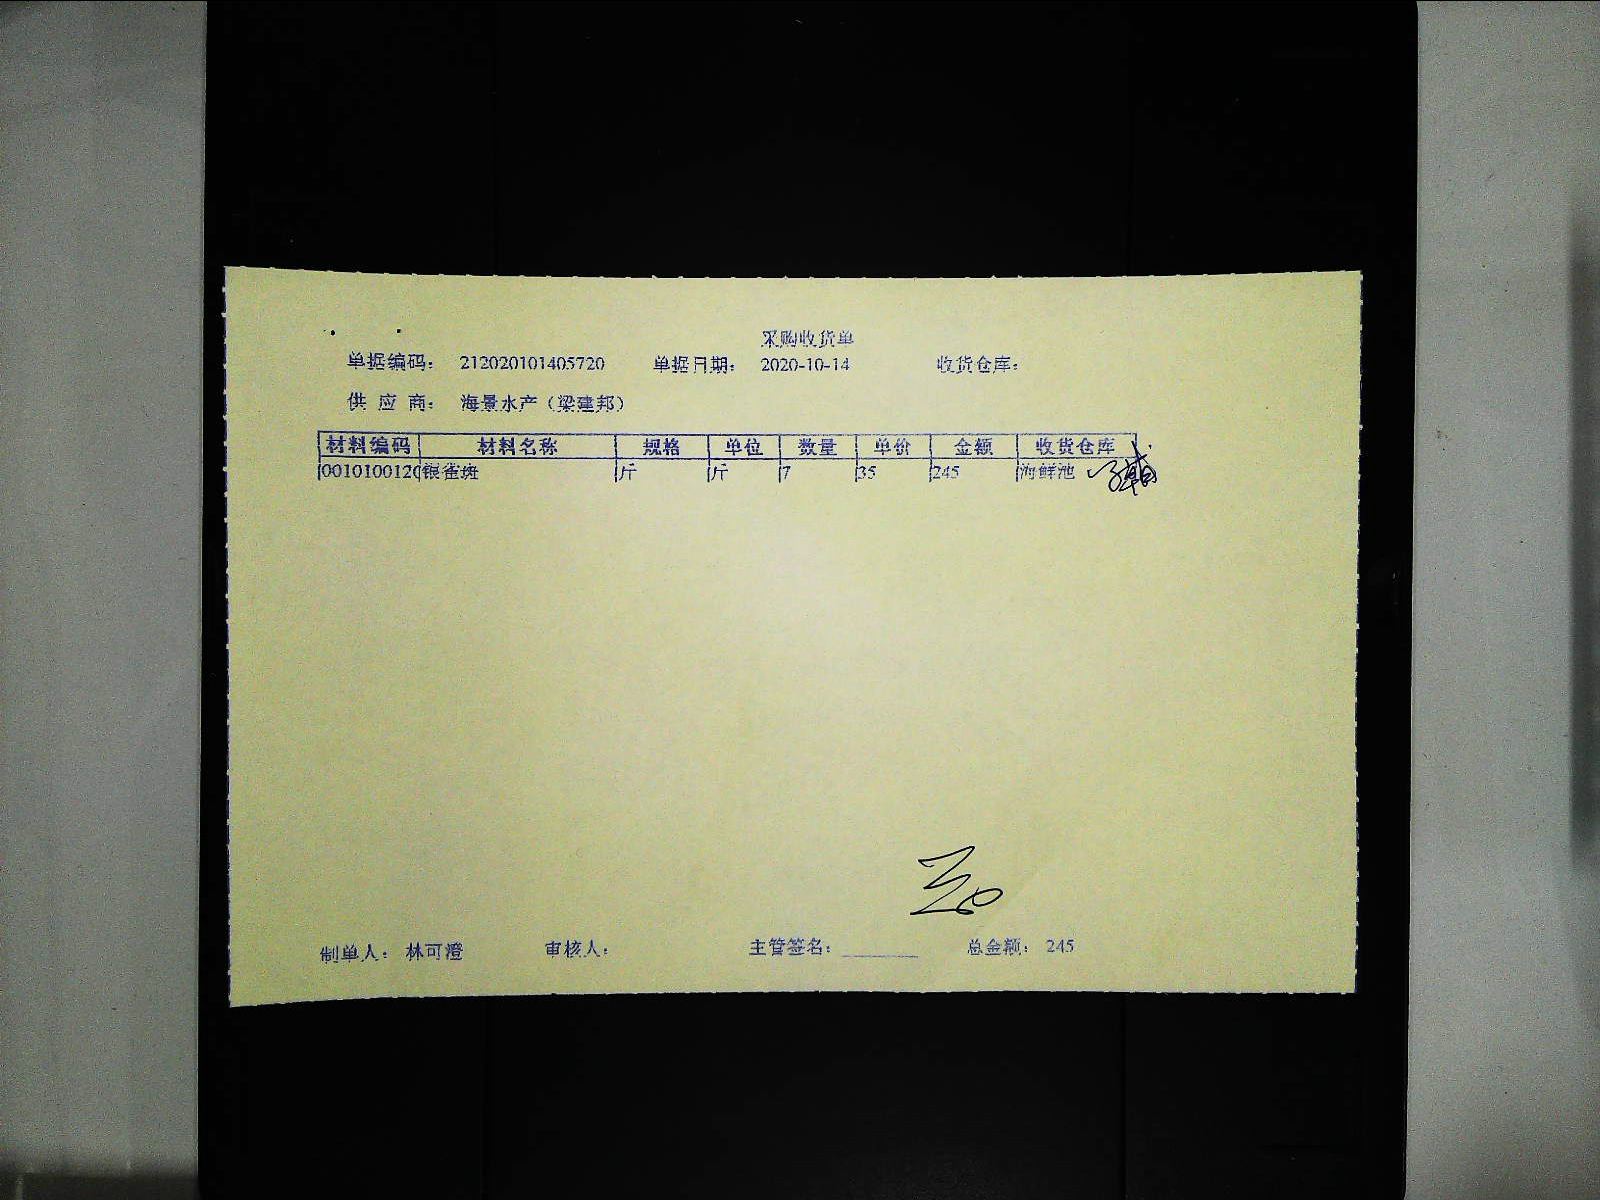 采购收货单
单据编码: 212020101405720 单据日期: 2020-10-14 收货仓库:
供 应 商: 海景水产（梁建邦）
材料编码 材料名称 规格 单位 数量 单价 金额 收货仓库
0010100120 银雀斑 斤 斤 7 35 245 海鲜池
制单人: 林可澄 审核人: 主管签名: ________ 总金额: 245